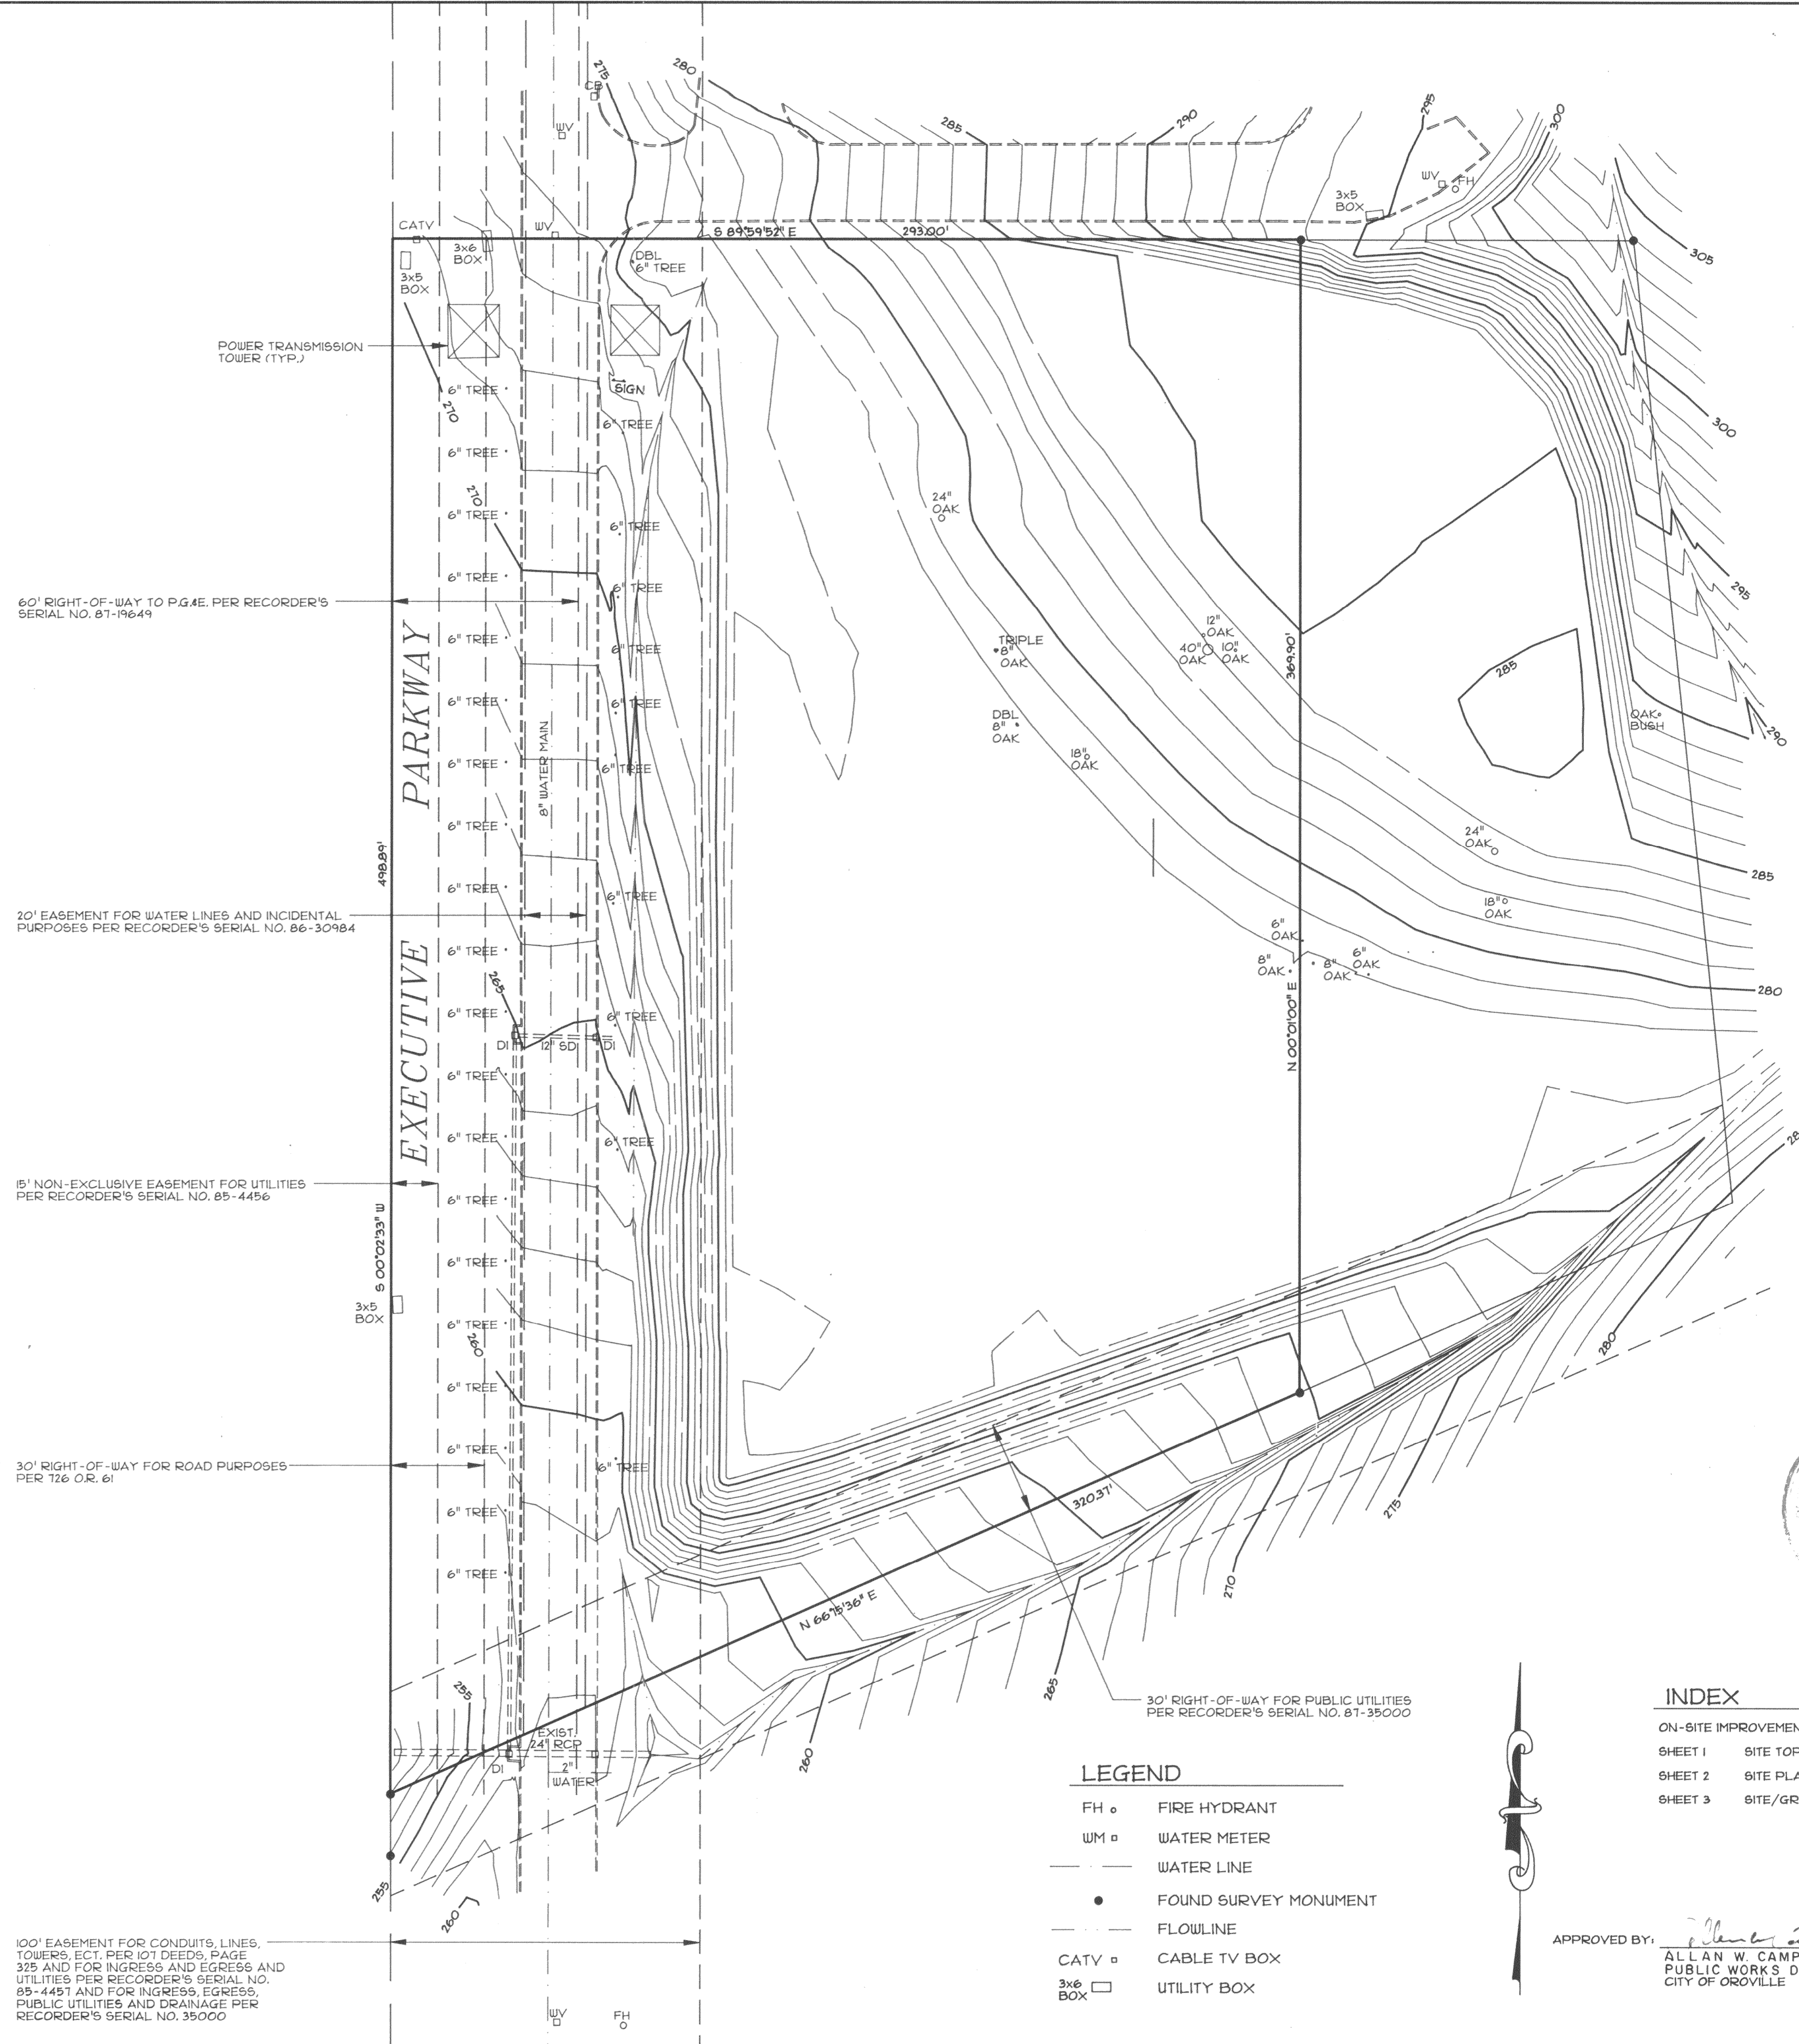 275
280
CB
WV
285
290
295
300
WV
FH
3x5
BOX
CATV
WV
3x6
BOX
3x5
BOX
S 89°59'52" E
293.00'
DBL
6" TREE
305
POWER TRANSMISSION
TOWER (TYP.)
SIGN
6" TREE
270
6" TREE
300
6" TREE
270
24"
OAK
6" TREE
6" TREE
6" TREE
6" TREE
295
60' RIGHT-OF-WAY TO P.G.&E. PER RECORDER'S
SERIAL NO. 87-19649
12"
OAK
40"
OAK
10"
OAK
TRIPLE
8"
OAK
369.90'
285
6" TREE
6" TREE
PARKWAY
6" TREE
6" TREE
DBL
8"
OAK
OAK
BUSH
290
8" WATER MAIN
18"
OAK
6" TREE
6" TREE
6" TREE
24"
OAK
498.89'
285
6" TREE
6" TREE
18"
OAK
20' EASEMENT FOR WATER LINES AND INCIDENTAL
PURPOSES PER RECORDER'S SERIAL NO. 86-30984
6"
OAK
8"
OAK
8"
OAK
6"
OAK
6" TREE
265
280
6" TREE
6" TREE
DI
12" SD
DI
N 00°01'00" E
EXECUTIVE
6" TREE
6" TREE
6" TREE
28
15' NON-EXCLUSIVE EASEMENT FOR UTILITIES
PER RECORDER'S SERIAL NO. 85-4456
6" TREE
S 00°02'33" W
6" TREE
3x5
BOX
6" TREE
260
280
6" TREE
6" TREE
6" TREE
30' RIGHT-OF-WAY FOR ROAD PURPOSES
PER 726 O.R. 61
320.37'
275
6" TREE
6" TREE
270
N 66°15'36" E
255
265
30' RIGHT-OF-WAY FOR PUBLIC UTILITIES
PER RECORDER'S SERIAL NO. 87-35000
EXIST.
24" RCP
DI
2"
WATER
260
255
260
100' EASEMENT FOR CONDUITS, LINES,
TOWERS, ECT. PER 107 DEEDS, PAGE
325 AND FOR INGRESS AND EGRESS AND
UTILITIES PER RECORDER'S SERIAL NO.
85-4457 AND FOR INGRESS, EGRESS,
PUBLIC UTILITIES AND DRAINAGE PER
RECORDER'S SERIAL NO. 35000
WV
FH
LEGEND
FH FIRE HYDRANT
WM WATER METER
WATER LINE
FOUND SURVEY MONUMENT
FLOWLINE
CATV CABLE TV BOX
3x6
BOX UTILITY BOX
INDEX
ON-SITE IMPROVEMEN
SHEET 1 SITE TOP
SHEET 2 SITE PLA
SHEET 3 SITE/GR
APPROVED BY:
ALLAN W. CAMP
PUBLIC WORKS D
CITY OF OROVILLE